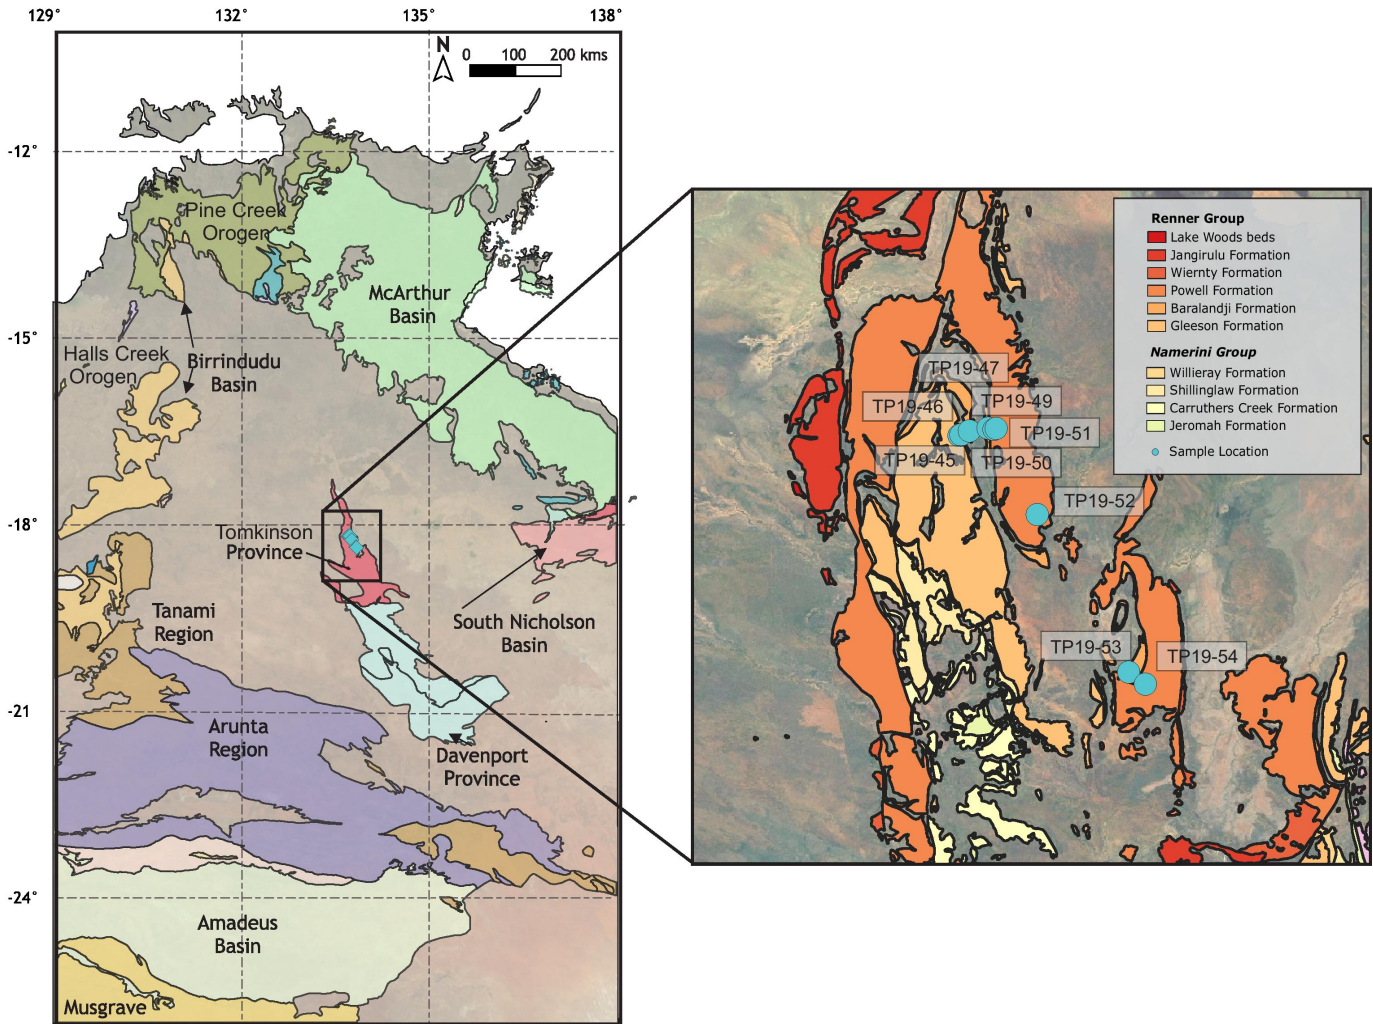 129°
132°
135°
138°
N
0
100
200 kms
-12°
-15°
-18°
-21°
-24°
Pine Creek
Orogen
McArthur
Basin
Halls Creek
Orogen
Birrindudu
Basin
Tomkinson
Province
South Nicholson
Basin
Tanami
Region
Arunta
Region
Davenport
Province
Amadeus
Basin
Musgrave
Renner Group
Lake Woods beds
Jangirulu Formation
Wiernty Formation
Powell Formation
Baralandji Formation
Gleeson Formation
Namerini Group
Willieray Formation
Shillinglaw Formation
Carruthers Creek Formation
Jeromah Formation
Sample Location
TP19-47
TP19-46
TP19-49
TP19-51
TP19-45
TP19-50
TP19-52
TP19-53
TP19-54